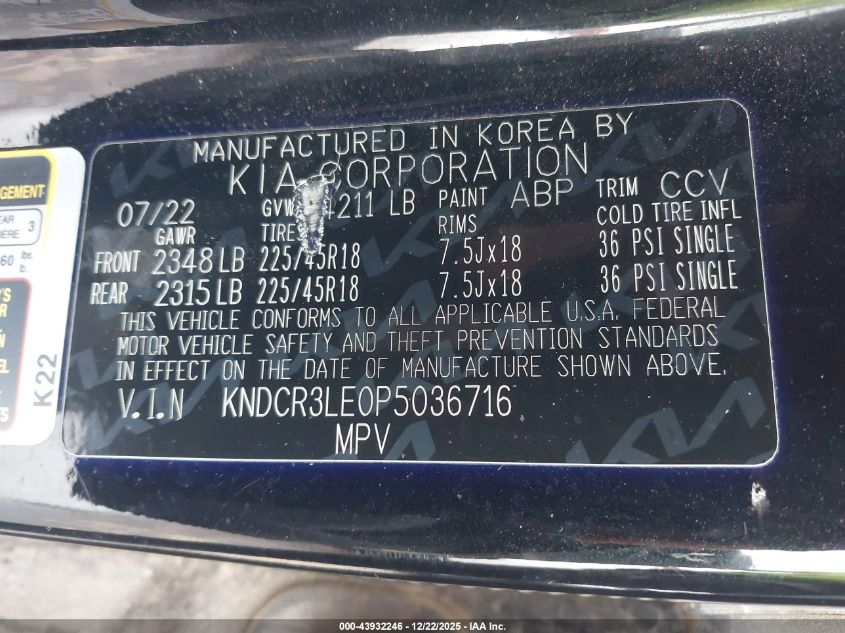 MANUFACTURED IN KOREA BY
KIA CORPORATION
07/22 GVW 4211 LB PAINT ABP TRIM CCV
GAWR TIRE RIMS COLD TIRE INFL
FRONT 2348 LB 225/45R18 7.5Jx18 36 PSI SINGLE
REAR 2315 LB 225/45R18 7.5Jx18 36 PSI SINGLE
THIS VEHICLE CONFORMS TO ALL APPLICABLE U.S.A. FEDERAL
MOTOR VEHICLE SAFETY AND THEFT PREVENTION STANDARDS
IN EFFECT ON THE DATE OF MANUFACTURE SHOWN ABOVE.
V.I.N KNDCR3LE0P5036716
MPV
K22
000-43932246 - 12/22/2025 - IAA Inc.